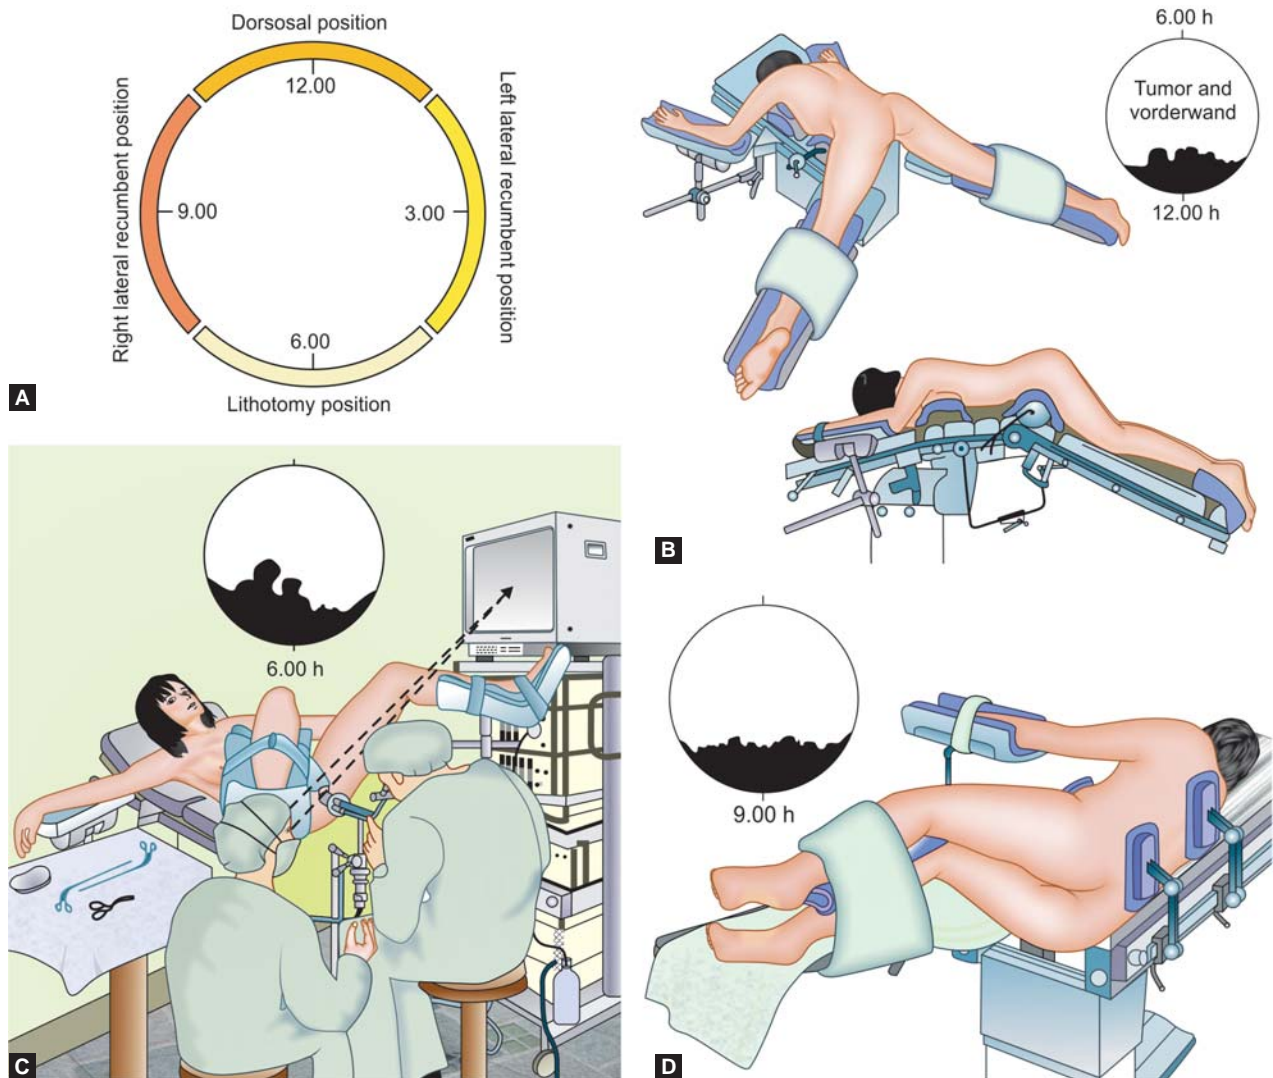 Dorsosal position
12.00
Right lateral recumbent position
9.00
3.00
Left lateral recumbent position
6.00
Lithotomy position
A
6.00 h
Tumor and
vorderwand
12.00 h
B
6.00 h
C
9.00 h
D